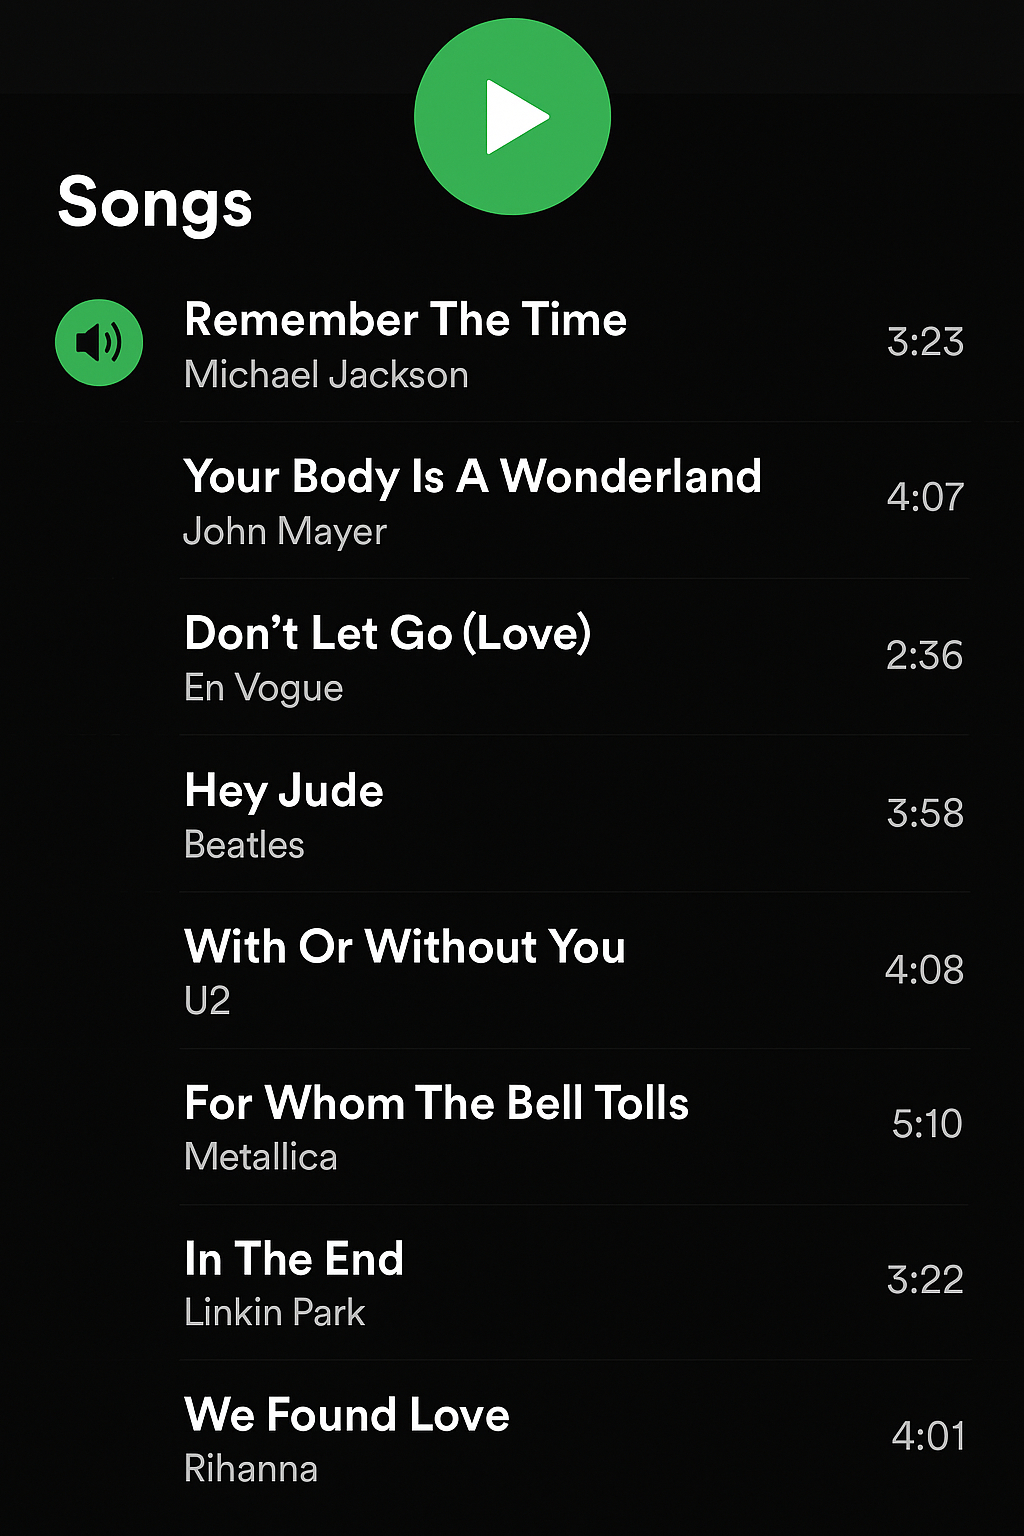 Songs
Remember The Time
Michael Jackson
3:23
Your Body Is A Wonderland
John Mayer
4:07
Don’t Let Go (Love)
En Vogue
2:36
Hey Jude
Beatles
3:58
With Or Without You
U2
4:08
For Whom The Bell Tolls
Metallica
5:10
In The End
Linkin Park
3:22
We Found Love
Rihanna
4:01